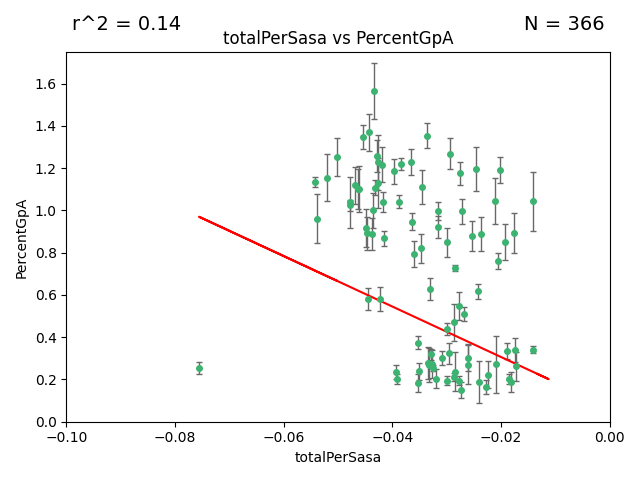 r^2 = 0.14 N = 366
totalPerSasa vs PercentGpA
PercentGpA
1.6
1.4
1.2
1.0
0.8
0.6
0.4
0.2
0.0
−0.10 −0.08 −0.06 −0.04 −0.02 0.00
totalPerSasa